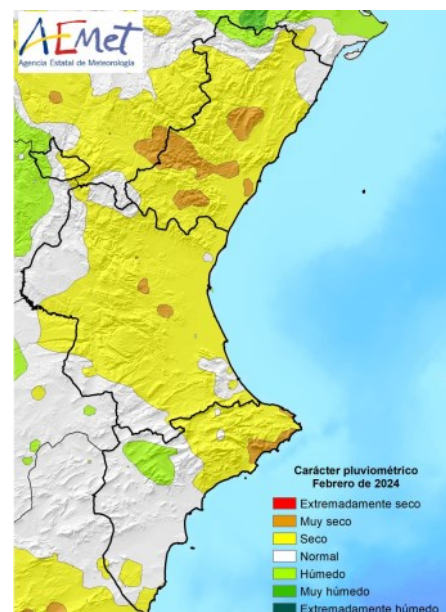 AEMet
Agencia Estatal de Meteorología
Carácter pluviométrico
Febrero de 2024
Extremadamente seco
Muy seco
Seco
Normal
Húmedo
Muy húmedo
Extremadamente húmedo